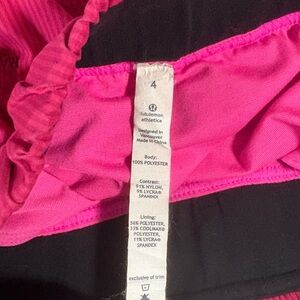 4
lululemon
athletica
Designed in
Vancouver
Made in China
Body:
100% POLYESTER
Contrast:
91% NYLON,
9% LYCRA®
SPANDEX
Lining:
56% POLYESTER,
33% COOLMAX®
POLYESTER,
11% LYCRA®
SPANDEX
exclusive of trim